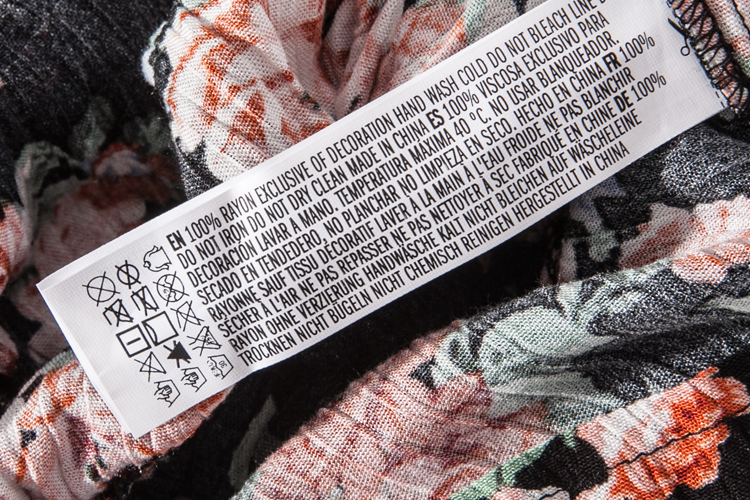 EN 100% RAYON EXCLUSIVE OF DECORATION HAND WASH COLD DO NOT BLEACH LINE
DO NOT IRON DO NOT DRY CLEAN MADE IN CHINA ES 100% VISCOSA EXCLUSIVO PARA
DECORACIÓN LAVAR A MANO, TEMPERATURA MÁXIMA 40 ºC. NO USAR BLANQUEADOR.
SECADO EN TENDEDERO, NO PLANCHAR NO LIMPIEZA EN SECO. HECHO EN CHINA FR 100%
RAYONNE SAUF TISSU DÉCORATIF LAVER À LA MAIN À L'EAU FROIDE NE PAS BLANCHIR
SÉCHER À L'AIR NE PAS REPASSER NE PAS NETTOYER À SEC FABRIQUÉ EN CHINE DE 100%
RAYON OHNE VERZIERUNG HANDWÄSCHE KALT NICHT BLEICHEN AUF WÄSCHELEINE
TROCKNEN NICHT BÜGELN NICHT CHEMISCH REINIGEN HERGESTELLT IN CHINA